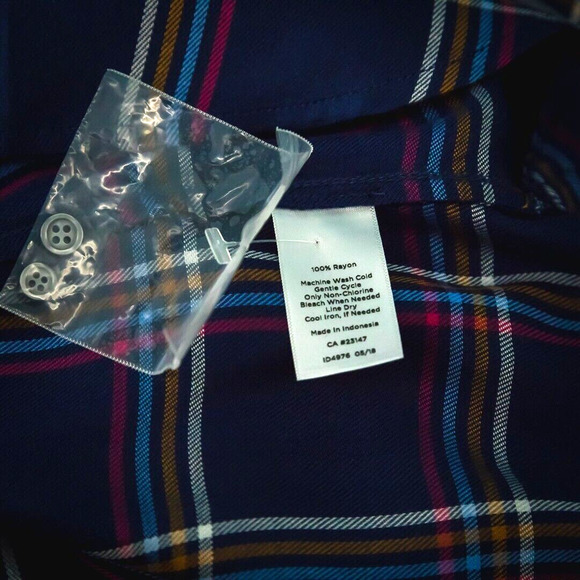 100% Rayon
Machine Wash Cold
Gentle Cycle
Only Non-Chlorine
Bleach When Needed
Line Dry
Cool Iron, If Needed
Made In Indonesia
CA #23147
ID4976 05/18